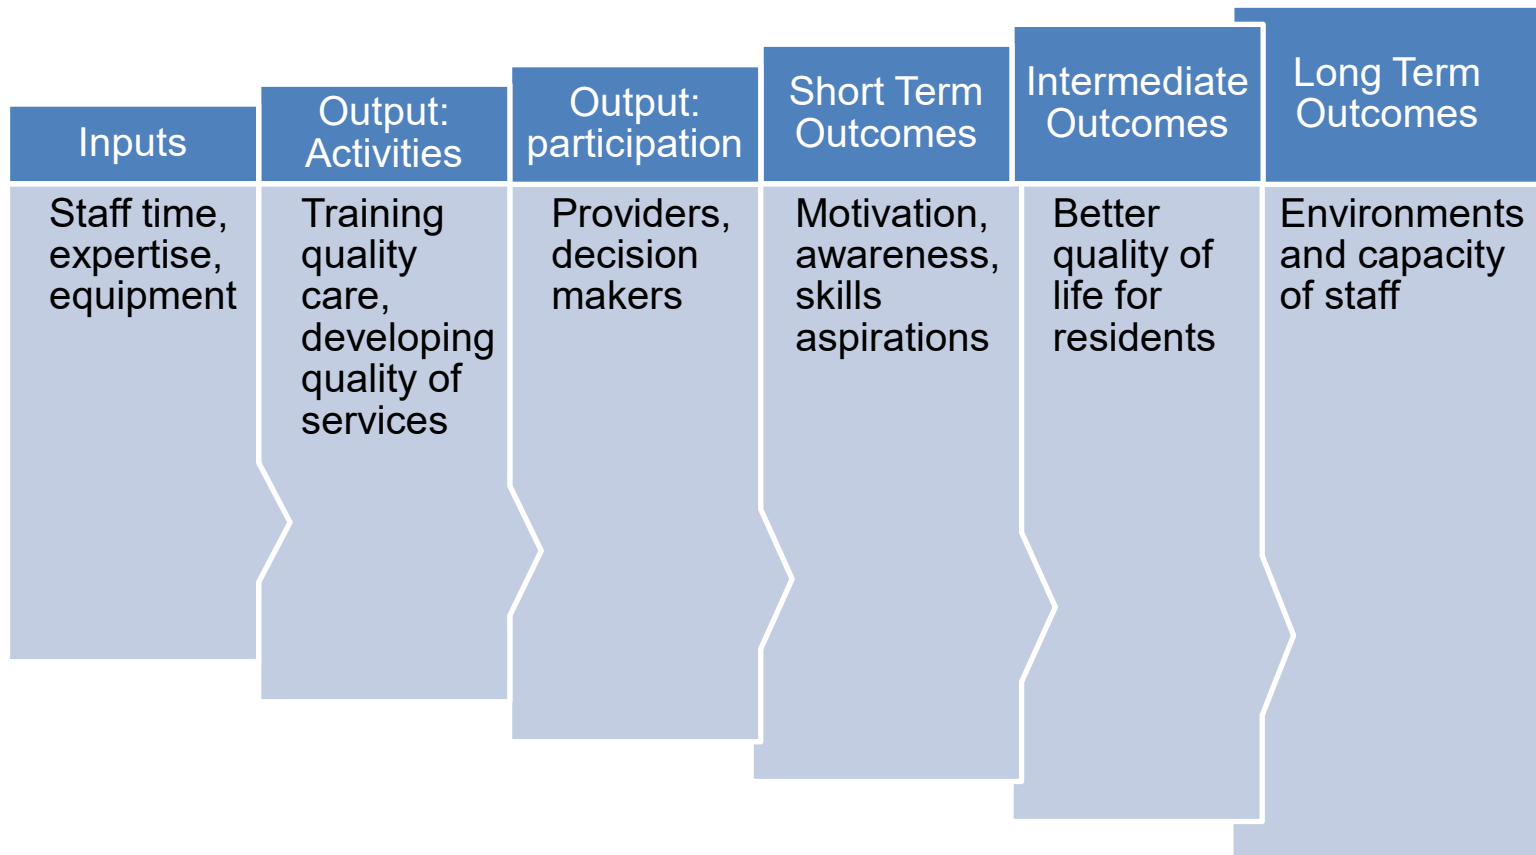 Inputs
Staff time,
expertise,
equipment
Output:
Activities
Training
quality
care,
developing
quality of
services
Output:
participation
Providers,
decision
makers
Short Term
Outcomes
Motivation,
awareness,
skills
aspirations
Intermediate
Outcomes
Better
quality of
life for
residents
Long Term
Outcomes
Environments
and capacity
of staff